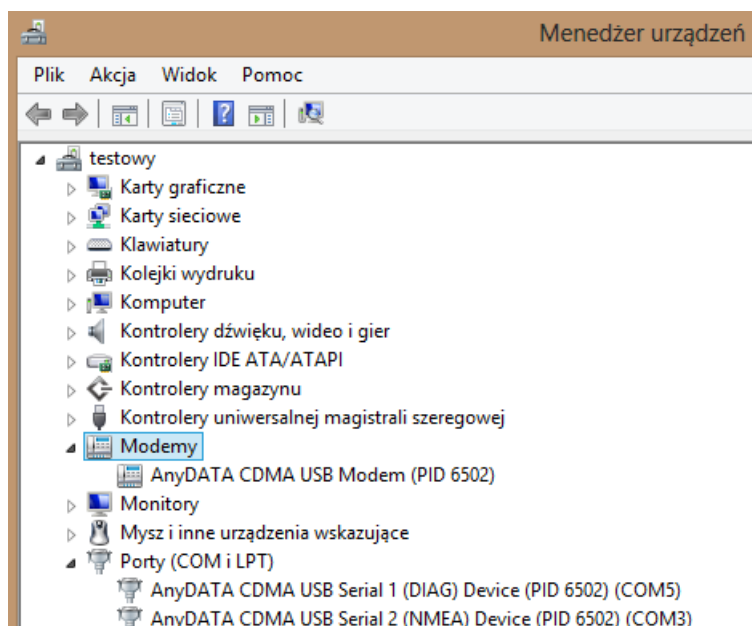 Menedżer urządzeń
Plik Akcja Widok Pomoc
testowy
Karty graficzne
Karty sieciowe
Klawiatury
Kolejki wydruku
Komputer
Kontrolery dźwięku, wideo i gier
Kontrolery IDE ATA/ATAPI
Kontrolery magazynu
Kontrolery uniwersalnej magistrali szeregowej
Modemy
AnyDATA CDMA USB Modem (PID 6502)
Monitory
Mysz i inne urządzenia wskazujące
Porty (COM i LPT)
AnyDATA CDMA USB Serial 1 (DIAG) Device (PID 6502) (COM5)
AnyDATA CDMA USB Serial 2 (NMEA) Device (PID 6502) (COM3)